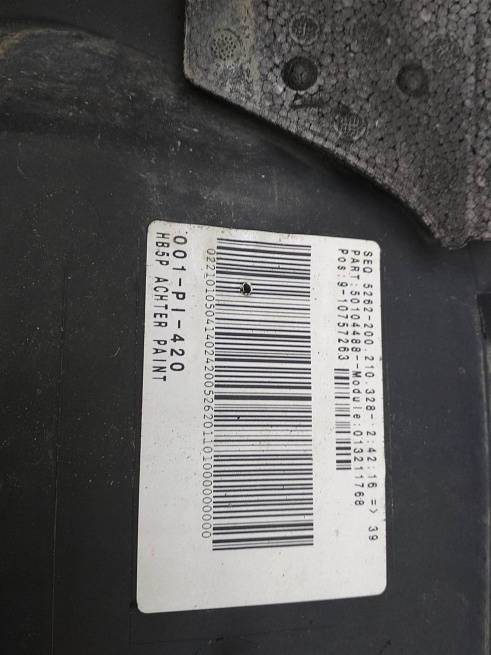 SEQ 5262-200.210.328- 2:42:16 => 39
PART:50104488--Module:013211768
Pos:9-10757263
0221010504140242005262011010000000000
001-PI-420
HB5P ACHTER PAINT